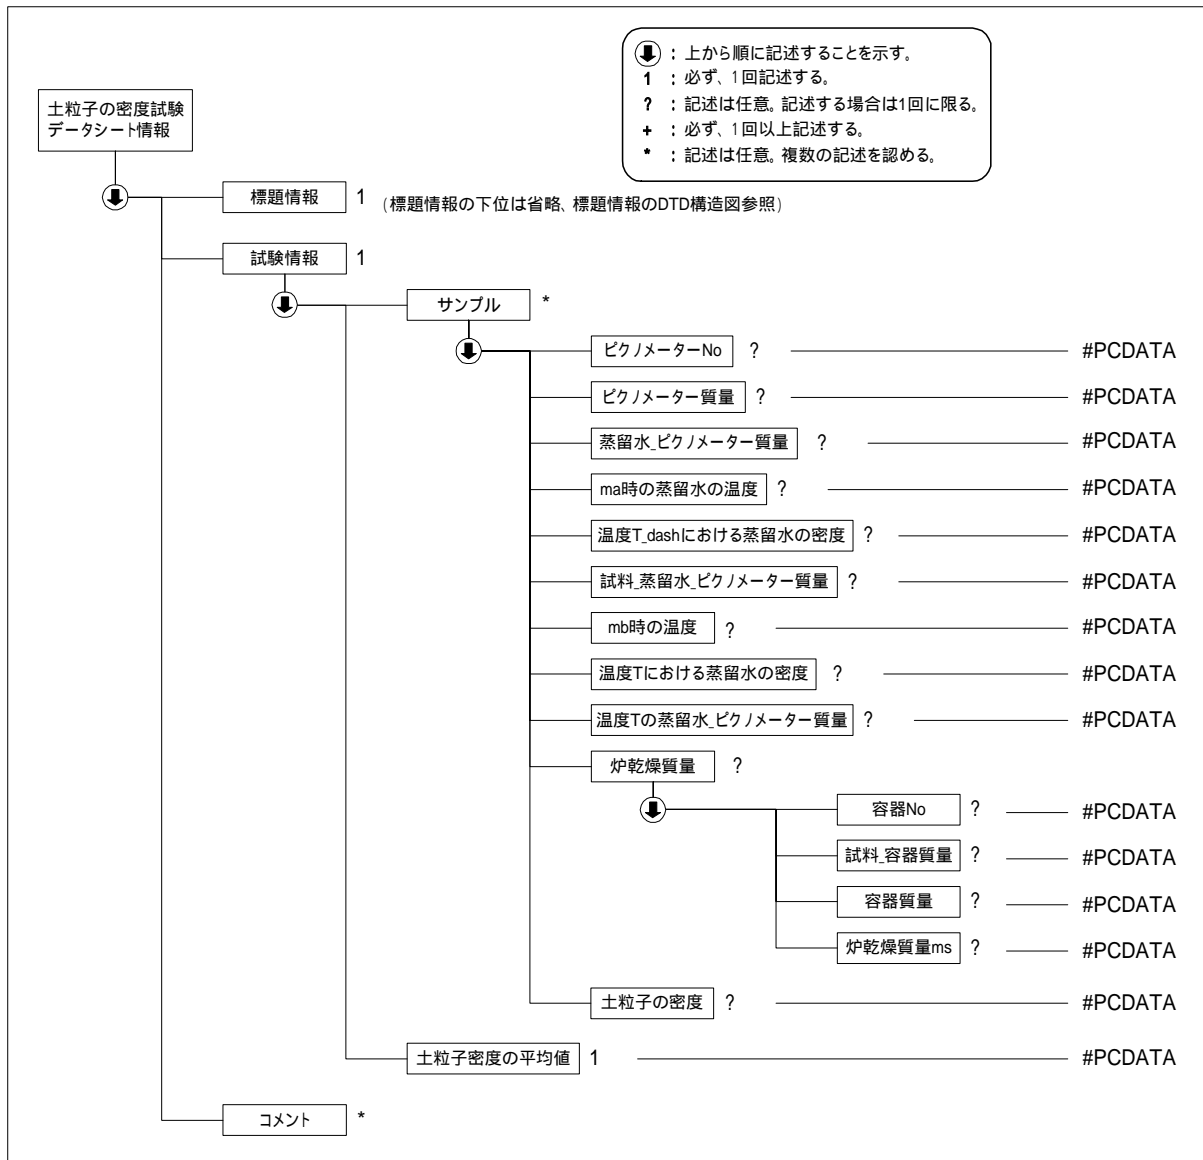 : 上から順に記述することを示す。
1 : 必ず、1回記述する。
? : 記述は任意。記述する場合は1回に限る。
+ : 必ず、1回以上記述する。
* : 記述は任意。複数の記述を認める。
土粒子の密度試験
データシート情報
標題情報 1 (標題情報の下位は省略、標題情報のDTD構造図参照)
試験情報 1
サンプル *
ピクノメーターNo ? #PCDATA
ピクノメーター質量 ? #PCDATA
蒸留水_ピクノメーター質量 ? #PCDATA
ma時の蒸留水の温度 ? #PCDATA
温度T_dashにおける蒸留水の密度 ? #PCDATA
試料_蒸留水_ピクノメーター質量 ? #PCDATA
mb時の温度 ? #PCDATA
温度Tにおける蒸留水の密度 ? #PCDATA
温度Tの蒸留水_ピクノメーター質量 ? #PCDATA
炉乾燥質量 ?
容器No ? #PCDATA
試料_容器質量 ? #PCDATA
容器質量 ? #PCDATA
炉乾燥質量ms ? #PCDATA
土粒子の密度 ? #PCDATA
土粒子密度の平均値 1 #PCDATA
コメント *